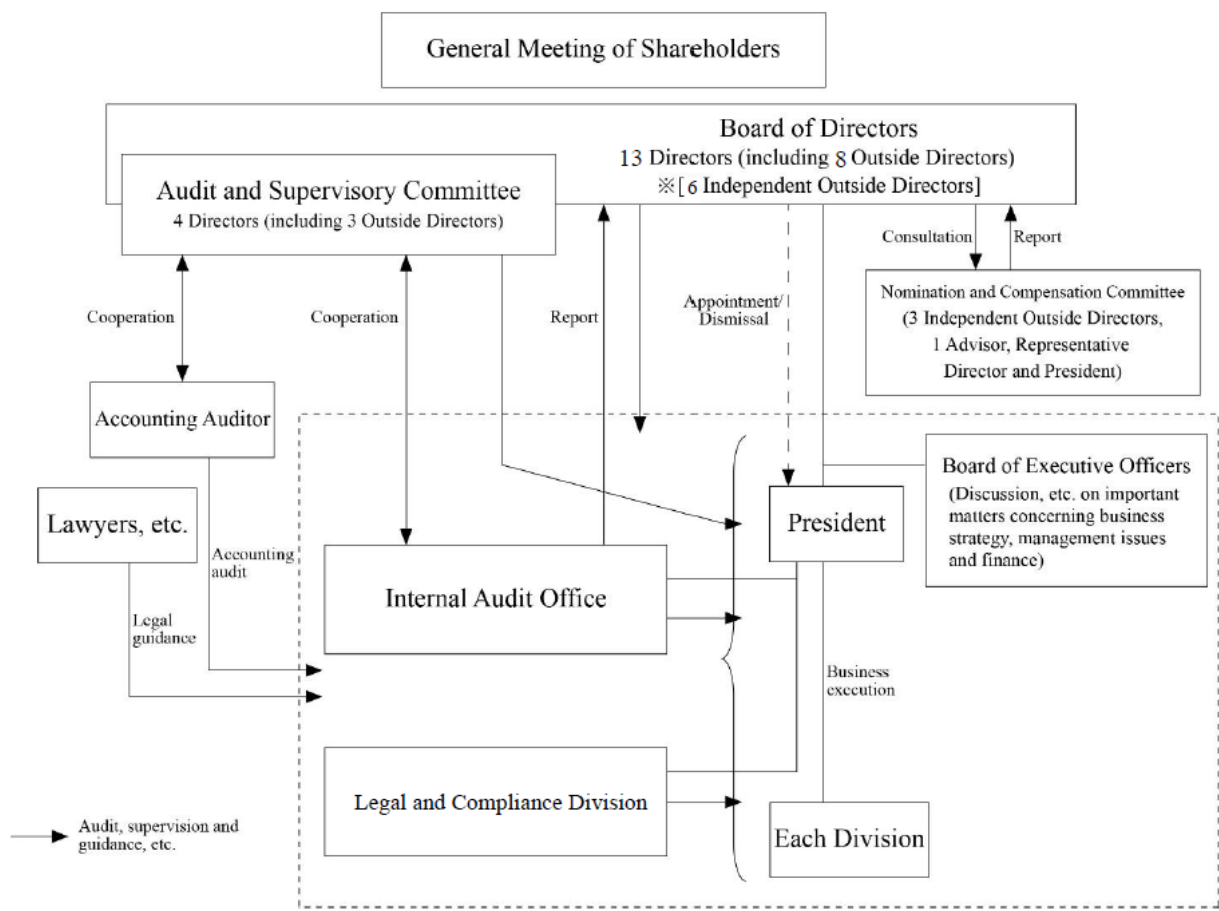 General Meeting of Shareholders
Board of Directors
13 Directors (including 8 Outside Directors)
※[6 Independent Outside Directors]
Audit and Supervisory Committee
4 Directors (including 3 Outside Directors)
Consultation
Report
Nomination and Compensation Committee
(3 Independent Outside Directors,
1 Advisor, Representative
Director and President)
Cooperation
Cooperation
Report
Appointment/
Dismissal
Accounting Auditor
Board of Executive Officers
(Discussion, etc. on important
matters concerning business
strategy, management issues
and finance)
Lawyers, etc.
President
Accounting
audit
Internal Audit Office
Legal
guidance
Business
execution
Legal and Compliance Division
Each Division
Audit, supervision and
guidance, etc.